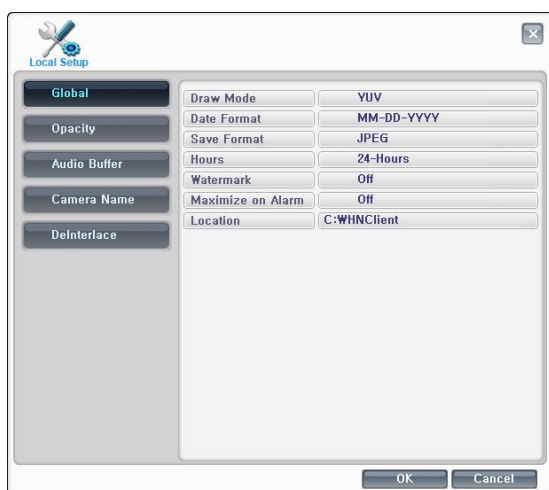 Local Setup
Global
Opacity
Audio Buffer
Camera Name
DeInterlace
Draw Mode YUV
Date Format MM-DD-YYYY
Save Format JPEG
Hours 24-Hours
Watermark Off
Maximize on Alarm Off
Location C:₩HNClient
OK Cancel